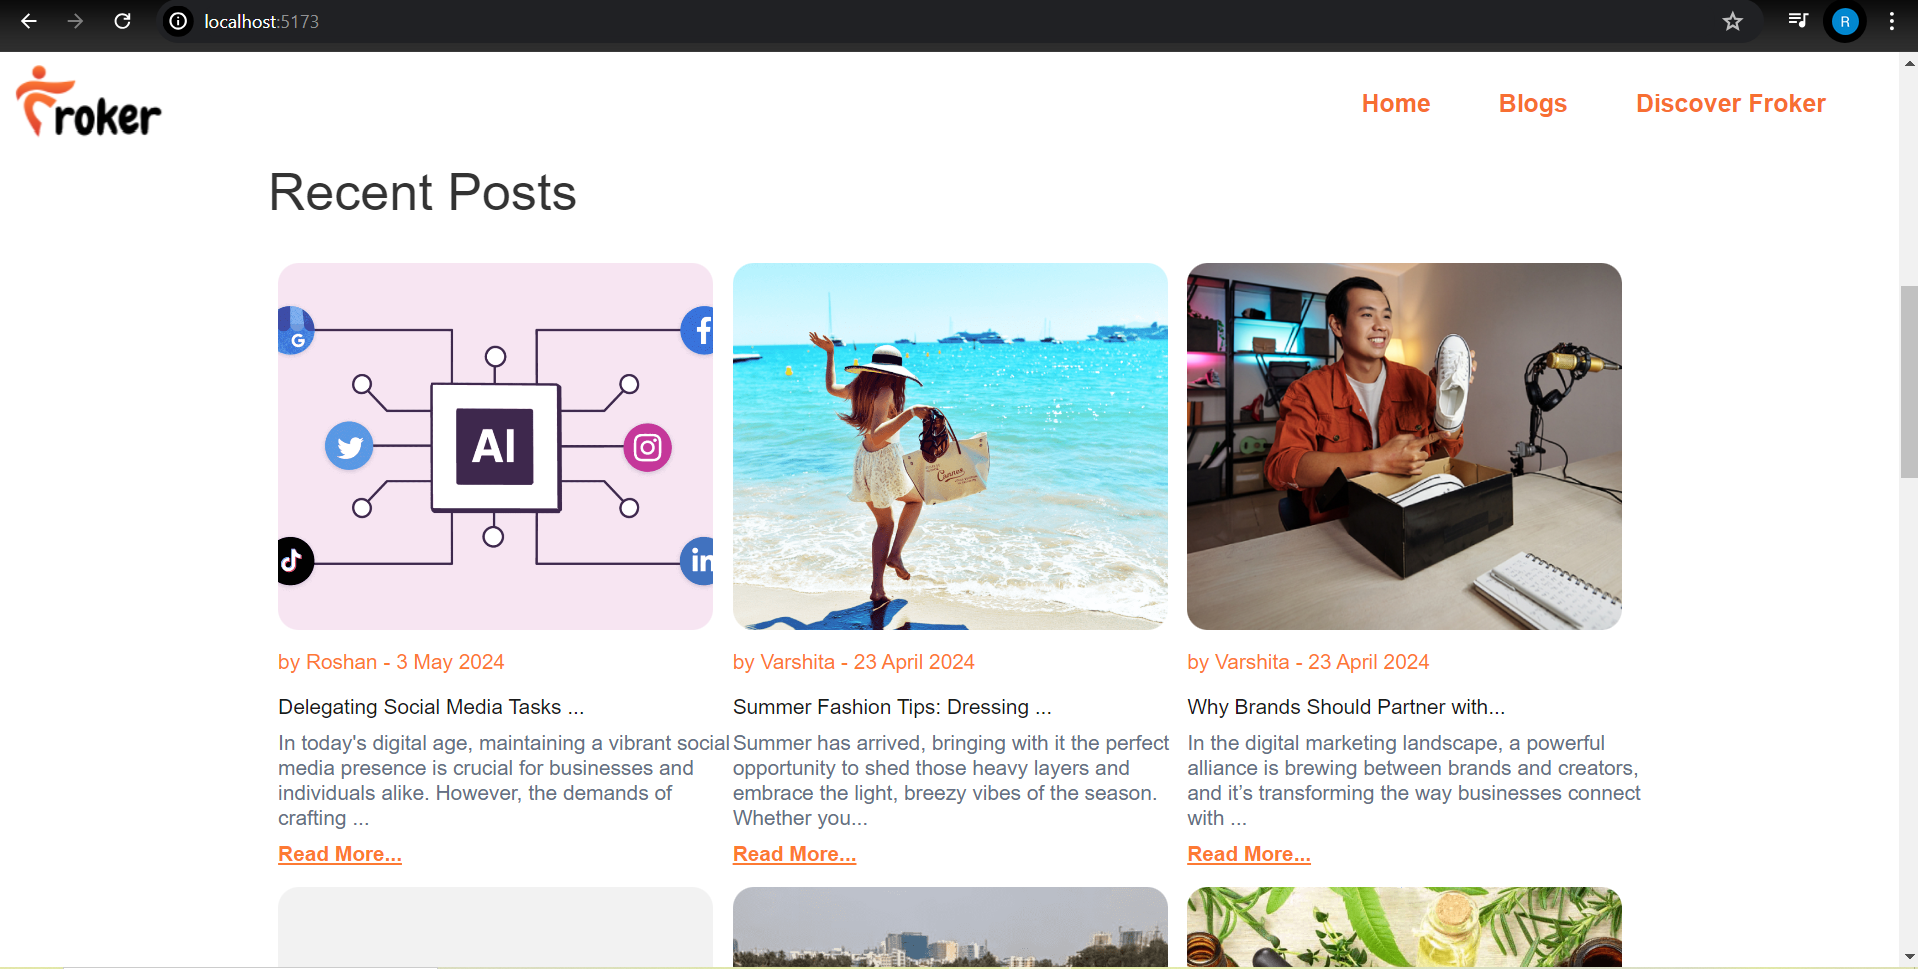 localhost:5173
R
Froker
Home
Blogs
Discover Froker
Recent Posts
G
f
AI
in
Cannes
by Roshan - 3 May 2024
Delegating Social Media Tasks ...
In today's digital age, maintaining a vibrant social
media presence is crucial for businesses and
individuals alike. However, the demands of
crafting ...
Read More...
by Varshita - 23 April 2024
Summer Fashion Tips: Dressing ...
Summer has arrived, bringing with it the perfect
opportunity to shed those heavy layers and
embrace the light, breezy vibes of the season.
Whether you...
Read More...
by Varshita - 23 April 2024
Why Brands Should Partner with...
In the digital marketing landscape, a powerful
alliance is brewing between brands and creators,
and it’s transforming the way businesses connect
with ...
Read More...